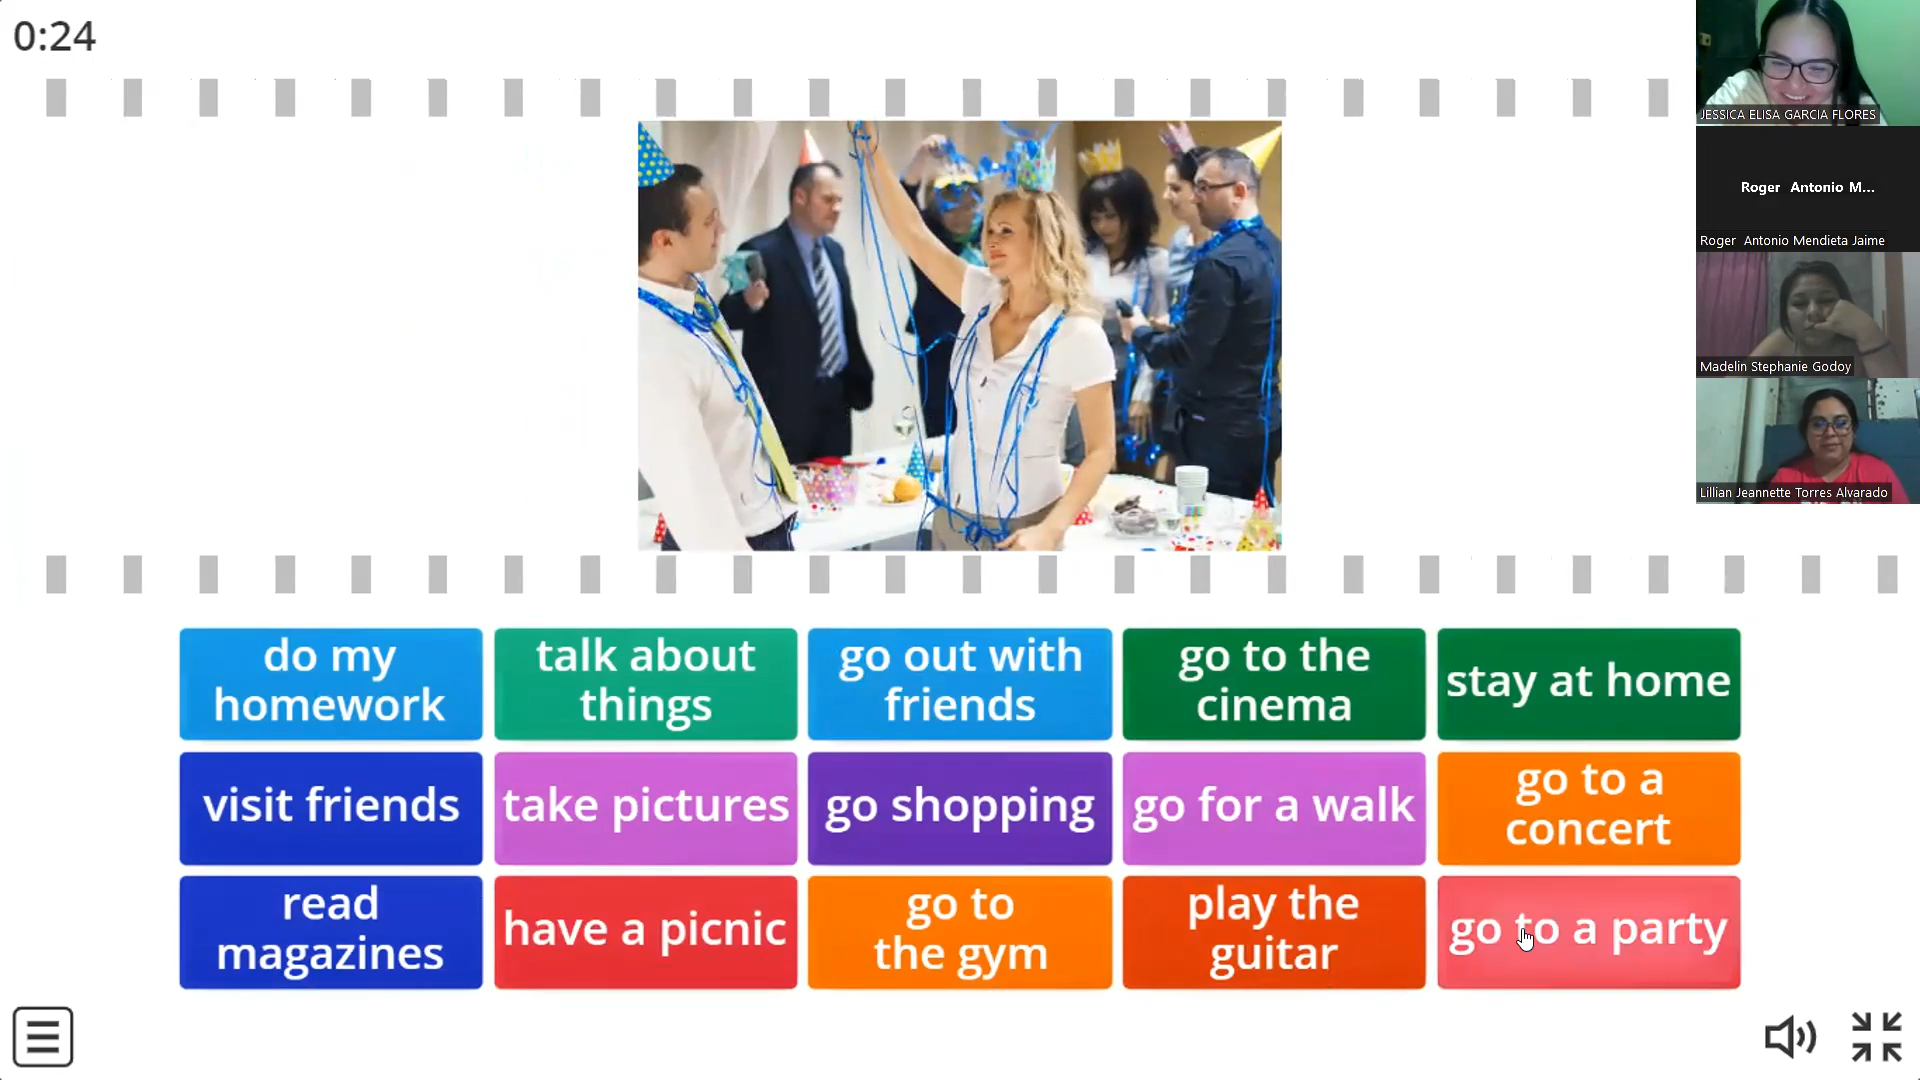 0:24
JESSICA ELISA GARCIA FLORES
Roger Antonio M...
Roger Antonio Mendieta Jaime
Madelin Stephanie Godoy
Lillian Jeannette Torres Alvarado
do my
homework
talk about
things
go out with
friends
go to the
cinema
stay at home
visit friends
take pictures
go shopping
go for a walk
go to a
concert
read
magazines
have a picnic
go to
the gym
play the
guitar
go to a party